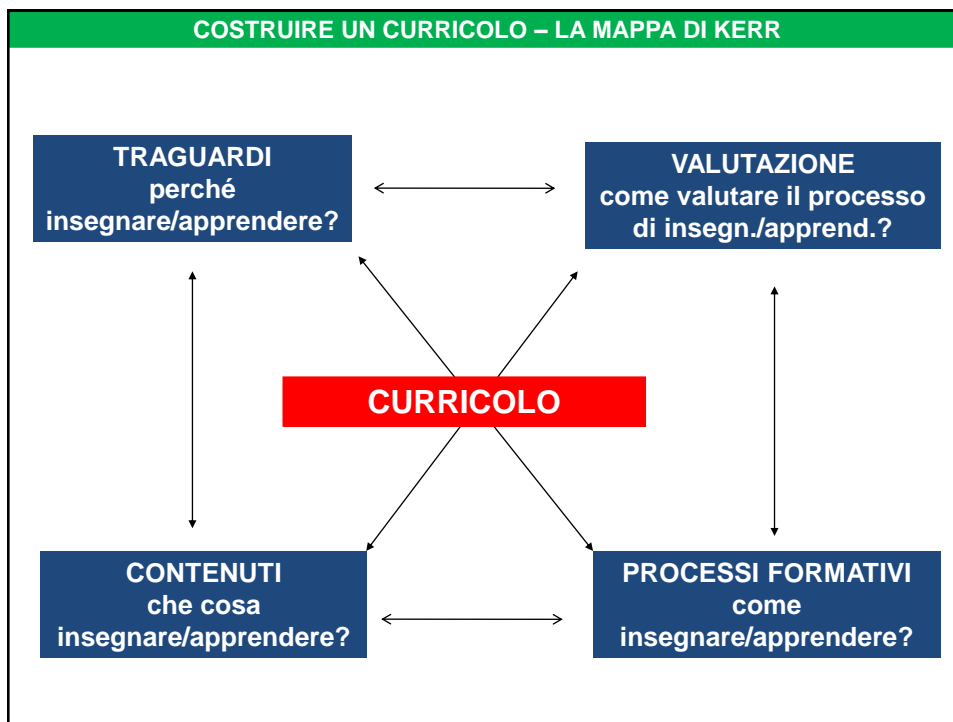 COSTRUIRE UN CURRICOLO – LA MAPPA DI KERR
TRAGUARDI
perché
insegnare/apprendere?
VALUTAZIONE
come valutare il processo
di insegn./apprend.?
CURRICOLO
CONTENUTI
che cosa
insegnare/apprendere?
PROCESSI FORMATIVI
come
insegnare/apprendere?